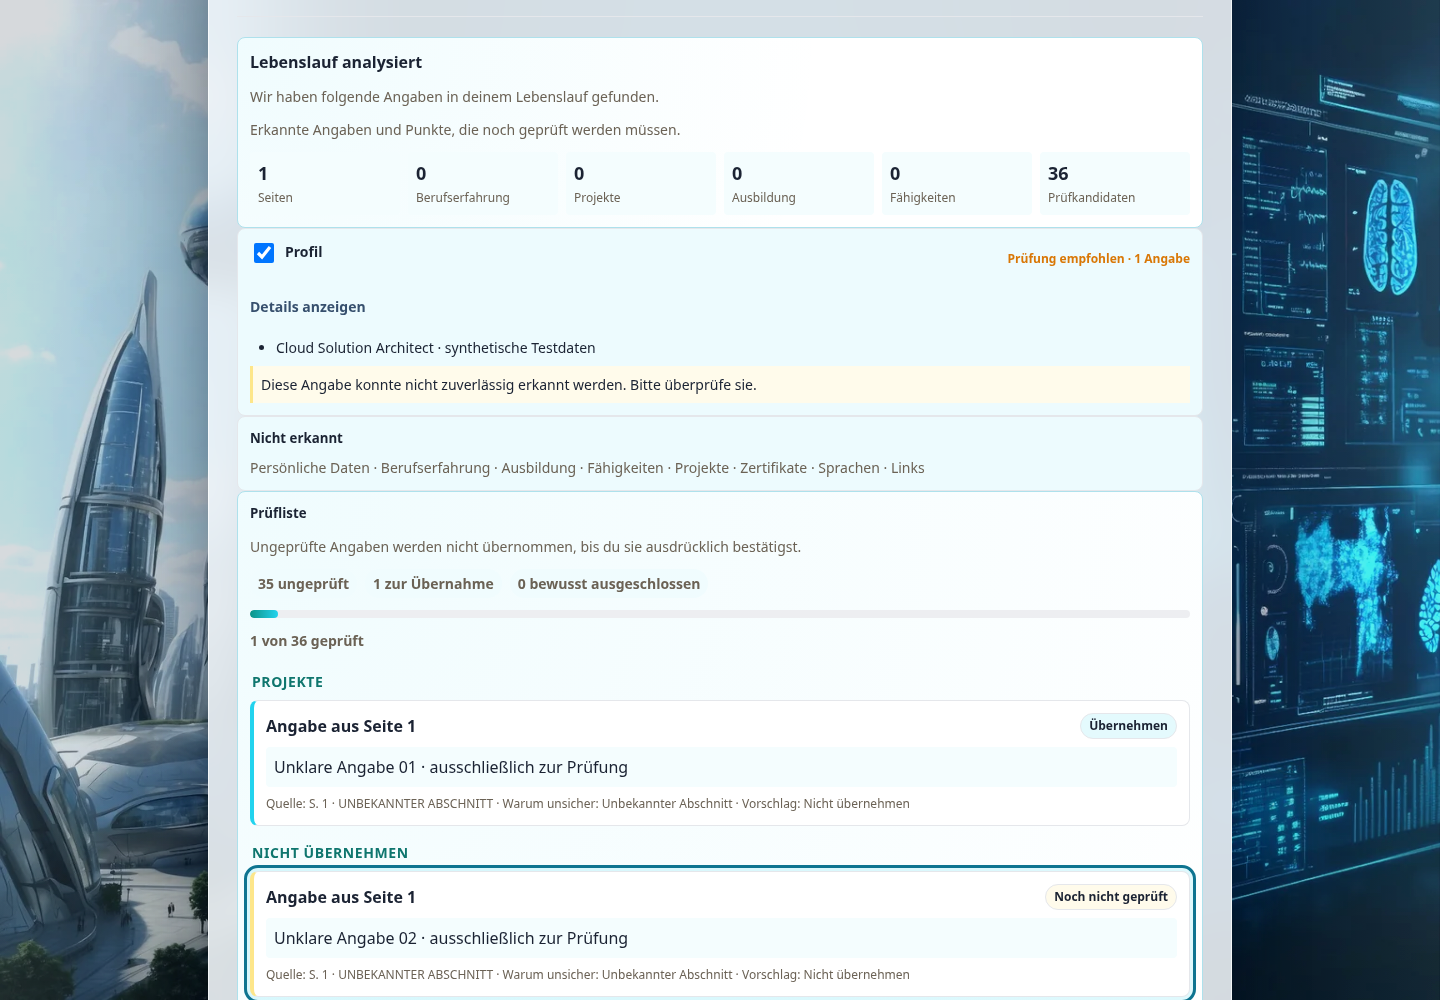 Lebenslauf analysiert
Wir haben folgende Angaben in deinem Lebenslauf gefunden.
Erkannte Angaben und Punkte, die noch geprüft werden müssen.
1
Seiten
0
Berufserfahrung
0
Projekte
0
Ausbildung
0
Fähigkeiten
36
Prüfkandidaten
Profil
Prüfung empfohlen · 1 Angabe
Details anzeigen
• Cloud Solution Architect · synthetische Testdaten
Diese Angabe konnte nicht zuverlässig erkannt werden. Bitte überprüfe sie.
Nicht erkannt
Persönliche Daten · Berufserfahrung · Ausbildung · Fähigkeiten · Projekte · Zertifikate · Sprachen · Links
Prüfliste
Ungeprüfte Angaben werden nicht übernommen, bis du sie ausdrücklich bestätigst.
35 ungeprüft 1 zur Übernahme 0 bewusst ausgeschlossen
1 von 36 geprüft
PROJEKTE
Angabe aus Seite 1
Übernehmen
Unklare Angabe 01 · ausschließlich zur Prüfung
Quelle: S. 1 · UNBEKANNTER ABSCHNITT · Warum unsicher: Unbekannter Abschnitt · Vorschlag: Nicht übernehmen
NICHT ÜBERNEHMEN
Angabe aus Seite 1
Noch nicht geprüft
Unklare Angabe 02 · ausschließlich zur Prüfung
Quelle: S. 1 · UNBEKANNTER ABSCHNITT · Warum unsicher: Unbekannter Abschnitt · Vorschlag: Nicht übernehmen